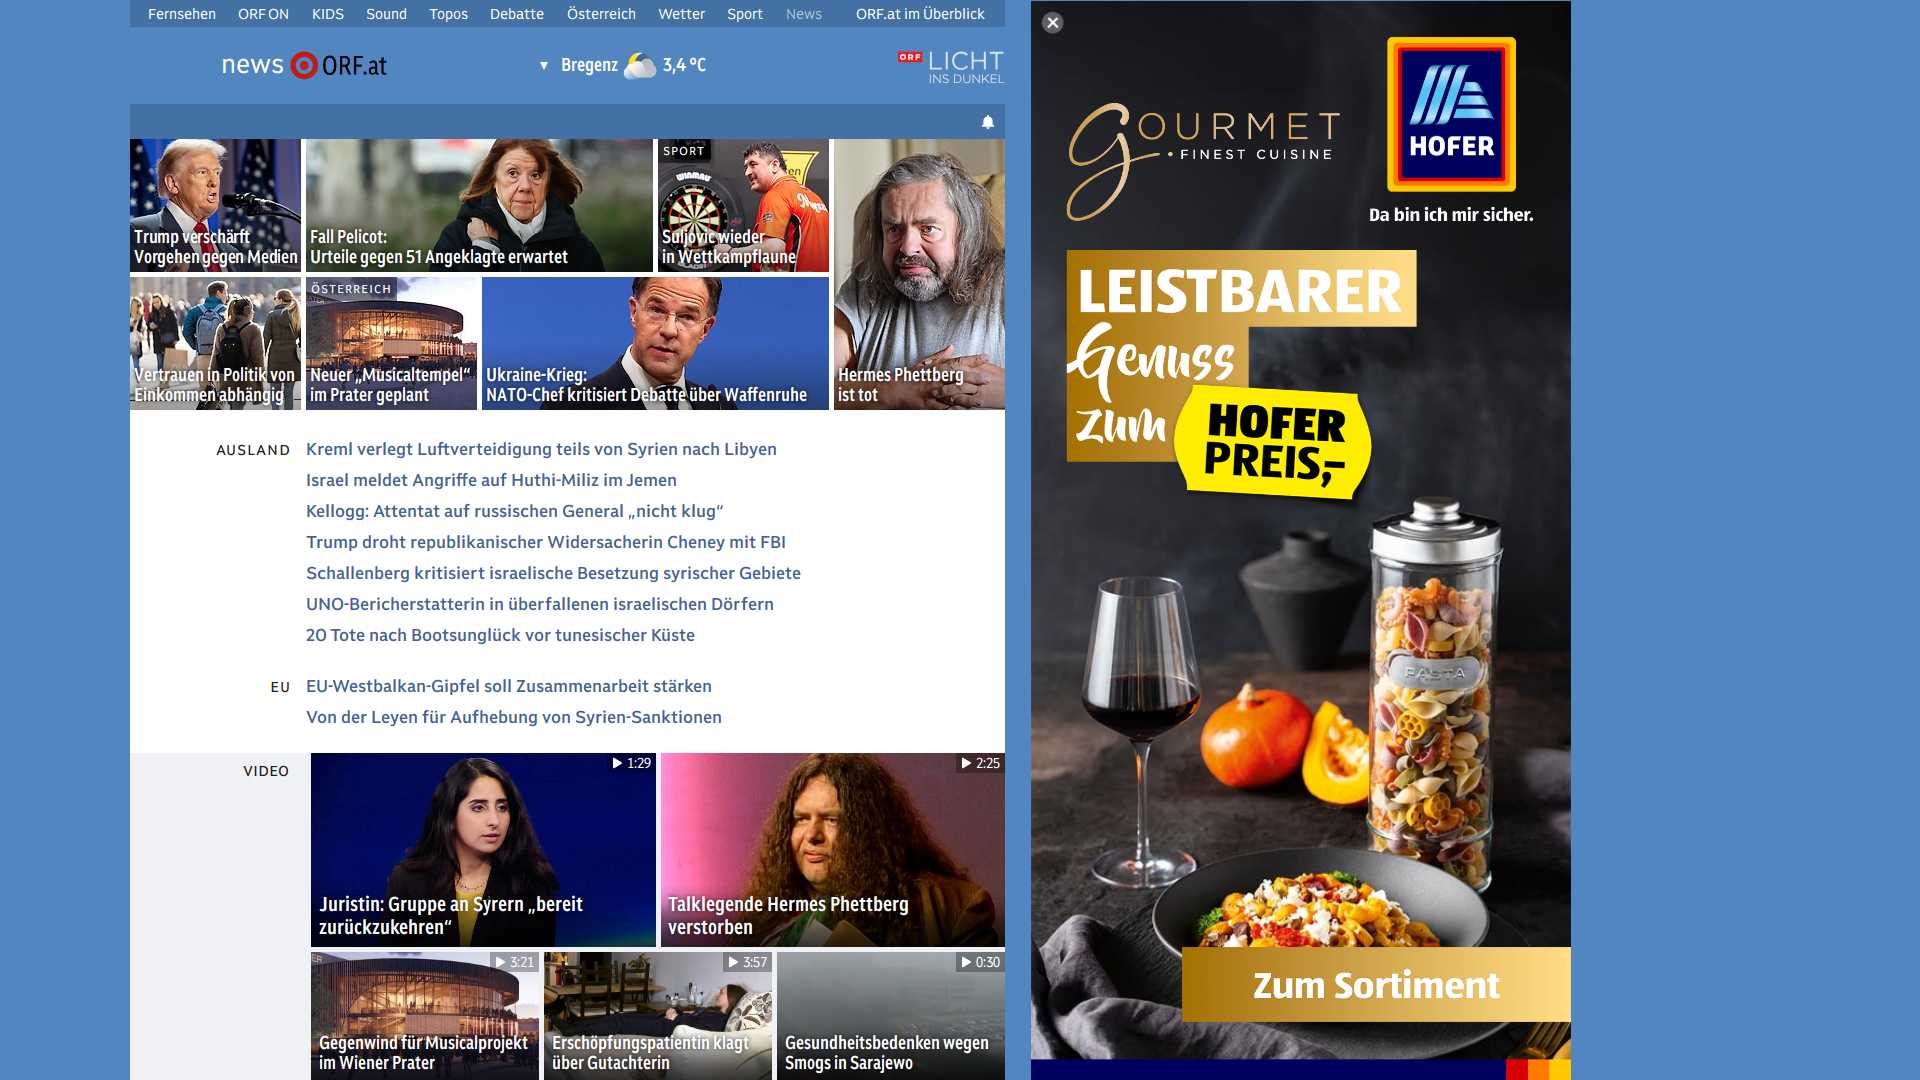 Fernsehen ORF ON KIDS Sound Topos Debatte Österreich Wetter Sport News ORF.at im Überblick
news ORF.at
Bregenz 3,4 °C
ORF LICHT
INS DUNKEL
Trump verschärft
Vorgehen gegen Medien
Fall Pelicot:
Urteile gegen 51 Angeklagte erwartet
SPORT
WINMAU
Suljovic wieder
in Wettkampflaune
Hermes Phettberg
ist tot
Vertrauen in Politik von
Einkommen abhängig
ÖSTERREICH
Neuer „Musicaltempel“
im Prater geplant
Ukraine-Krieg:
NATO-Chef kritisiert Debatte über Waffenruhe
AUSLAND
Kreml verlegt Luftverteidigung teils von Syrien nach Libyen
Israel meldet Angriffe auf Huthi-Miliz im Jemen
Kellogg: Attentat auf russischen General „nicht klug“
Trump droht republikanischer Widersacherin Cheney mit FBI
Schallenberg kritisiert israelische Besetzung syrischer Gebiete
UNO-Bericherstatterin in überfallenen israelischen Dörfern
20 Tote nach Bootsunglück vor tunesischer Küste
EU
EU-Westbalkan-Gipfel soll Zusammenarbeit stärken
Von der Leyen für Aufhebung von Syrien-Sanktionen
VIDEO
1:29
Juristin: Gruppe an Syrern „bereit
zurückzukehren“
2:25
Talklegende Hermes Phettberg
verstorben
3:21
Gegenwind für Musicalprojekt
im Wiener Prater
3:57
Erschöpfungspatientin klagt
über Gutachterin
0:30
Gesundheitsbedenken wegen
Smogs in Sarajewo
GOURMET
FINEST CUISINE
HOFER
Da bin ich mir sicher.
LEISTBARER
Genuss
zum
HOFER
PREIS,-
PASTA
Zum Sortiment